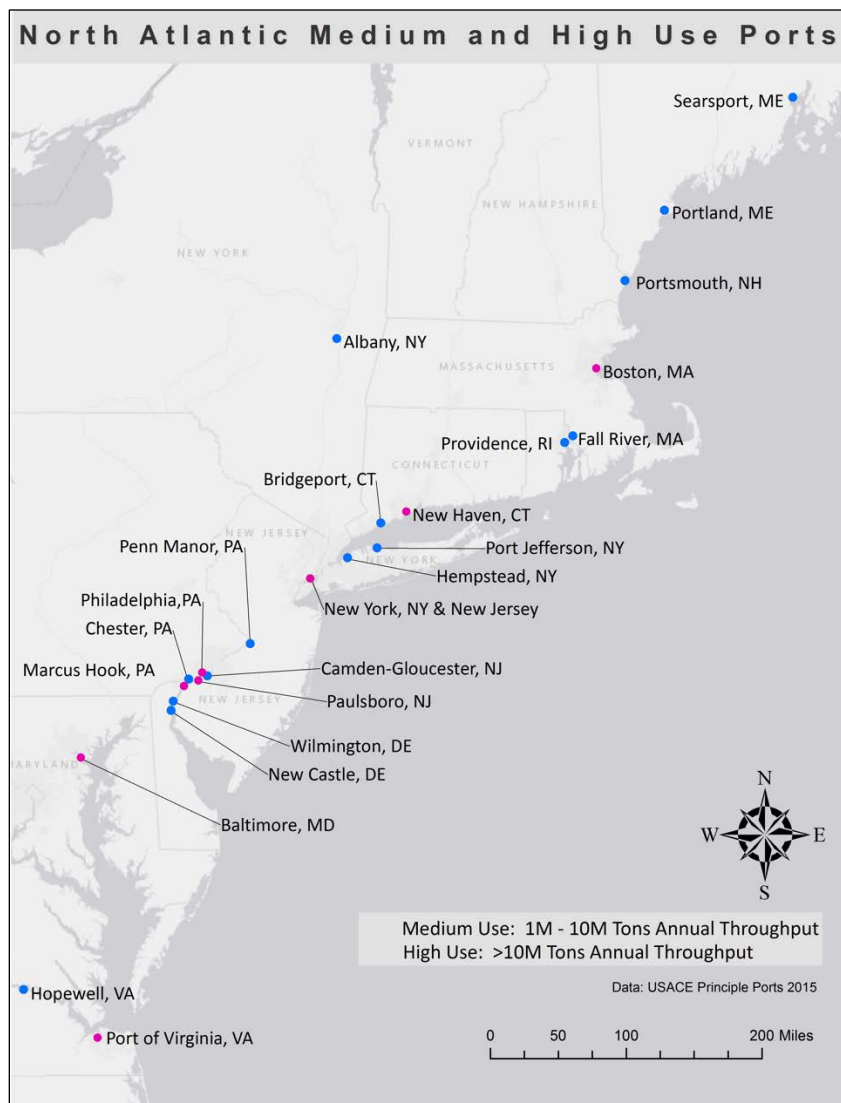 North Atlantic Medium and High Use Ports
Searsport, ME
VERMONT
NEW HAMPSHIRE
Portland, ME
NEW YORK
Portsmouth, NH
Albany, NY
MASSACHUSETTS
Boston, MA
Providence, RI
Fall River, MA
CONNECTICUT
Bridgeport, CT
New Haven, CT
NEW JERSEY
Penn Manor, PA
Port Jefferson, NY
NEW YORK
Hempstead, NY
Philadelphia,PA
New York, NY & New Jersey
Chester, PA
Marcus Hook, PA
Camden-Gloucester, NJ
NEW JERSEY
Paulsboro, NJ
Wilmington, DE
MARYLAND
New Castle, DE
Baltimore, MD
N
W
E
S
Medium Use: 1M - 10M Tons Annual Throughput
High Use: >10M Tons Annual Throughput
Data: USACE Principle Ports 2015
Hopewell, VA
Port of Virginia, VA
0 50 100 200 Miles